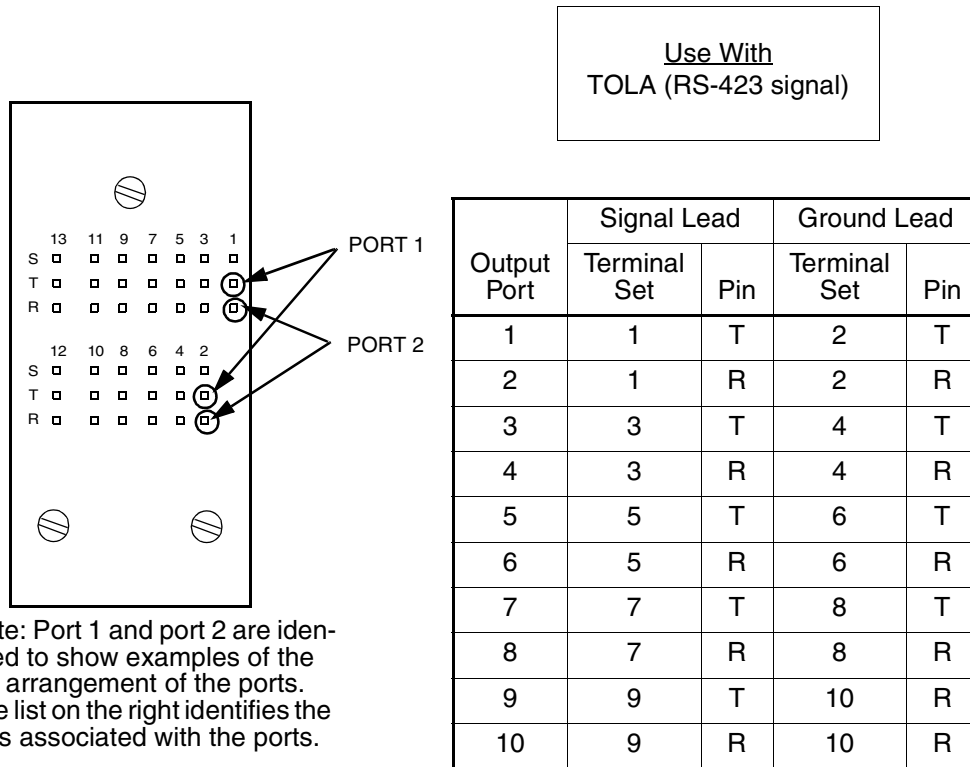 Use With
TOLA (RS-423 signal)
13 11 9 7 5 3 1
S
T
R
PORT 1
12 10 8 6 4 2
S
T
R
PORT 2
te: Port 1 and port 2 are iden-
ed to show examples of the
arrangement of the ports.
e list on the right identifies the
s associated with the ports.
Output Port Signal Lead Ground Lead
Terminal Set Pin Terminal Set Pin
1 1 T 2 T
2 1 R 2 R
3 3 T 4 T
4 3 R 4 R
5 5 T 6 T
6 5 R 6 R
7 7 T 8 T
8 7 R 8 R
9 9 T 10 R
10 9 R 10 R